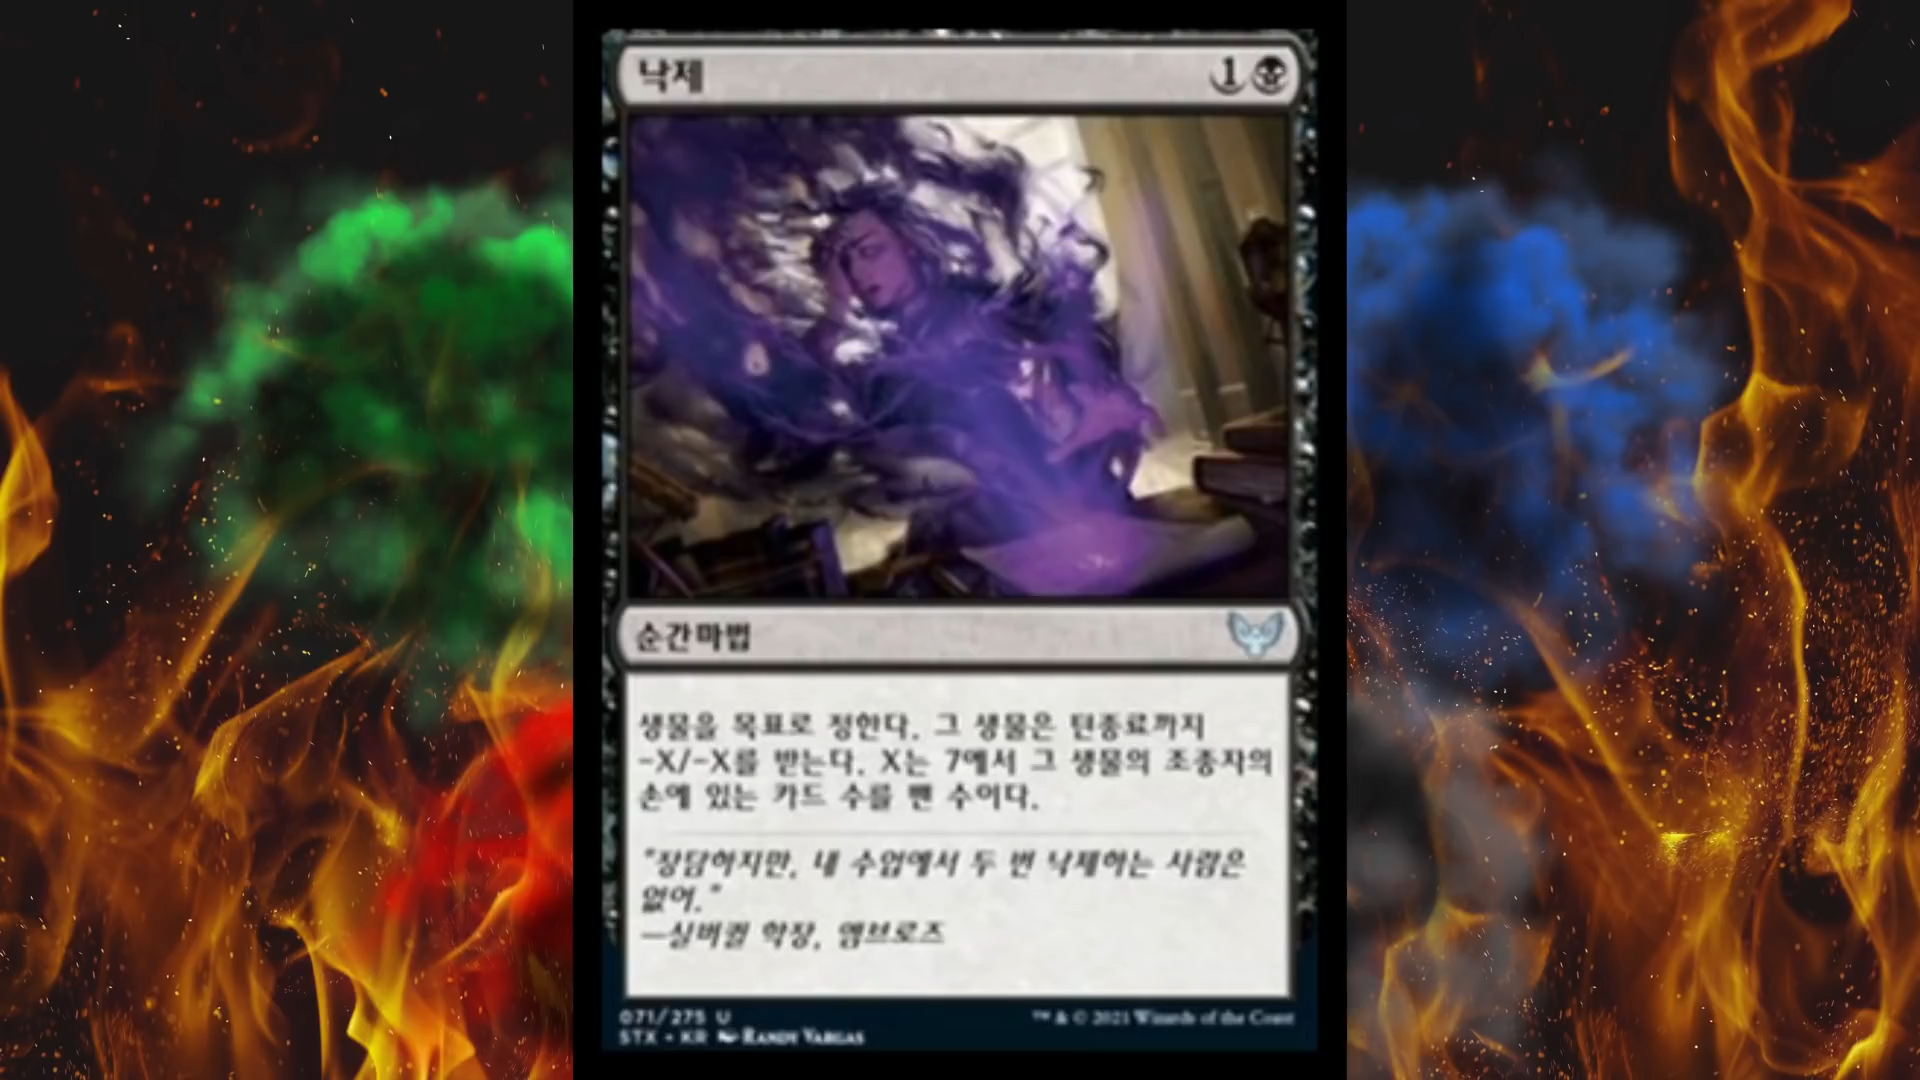 낙제
1
순간마법
생물을 목표로 정한다. 그 생물은 턴종료까지
-X/-X를 받는다. X는 7에서 그 생물의 조종자의
손에 있는 카드 수를 뺀 수이다.
"장담하지만, 내 수업에서 두 번 낙제하는 사람은
없어."
—실버퀼 학장, 엠브로즈
071/275 U
STX • KR Randy Vargas
™ & © 2021 Wizards of the Coast